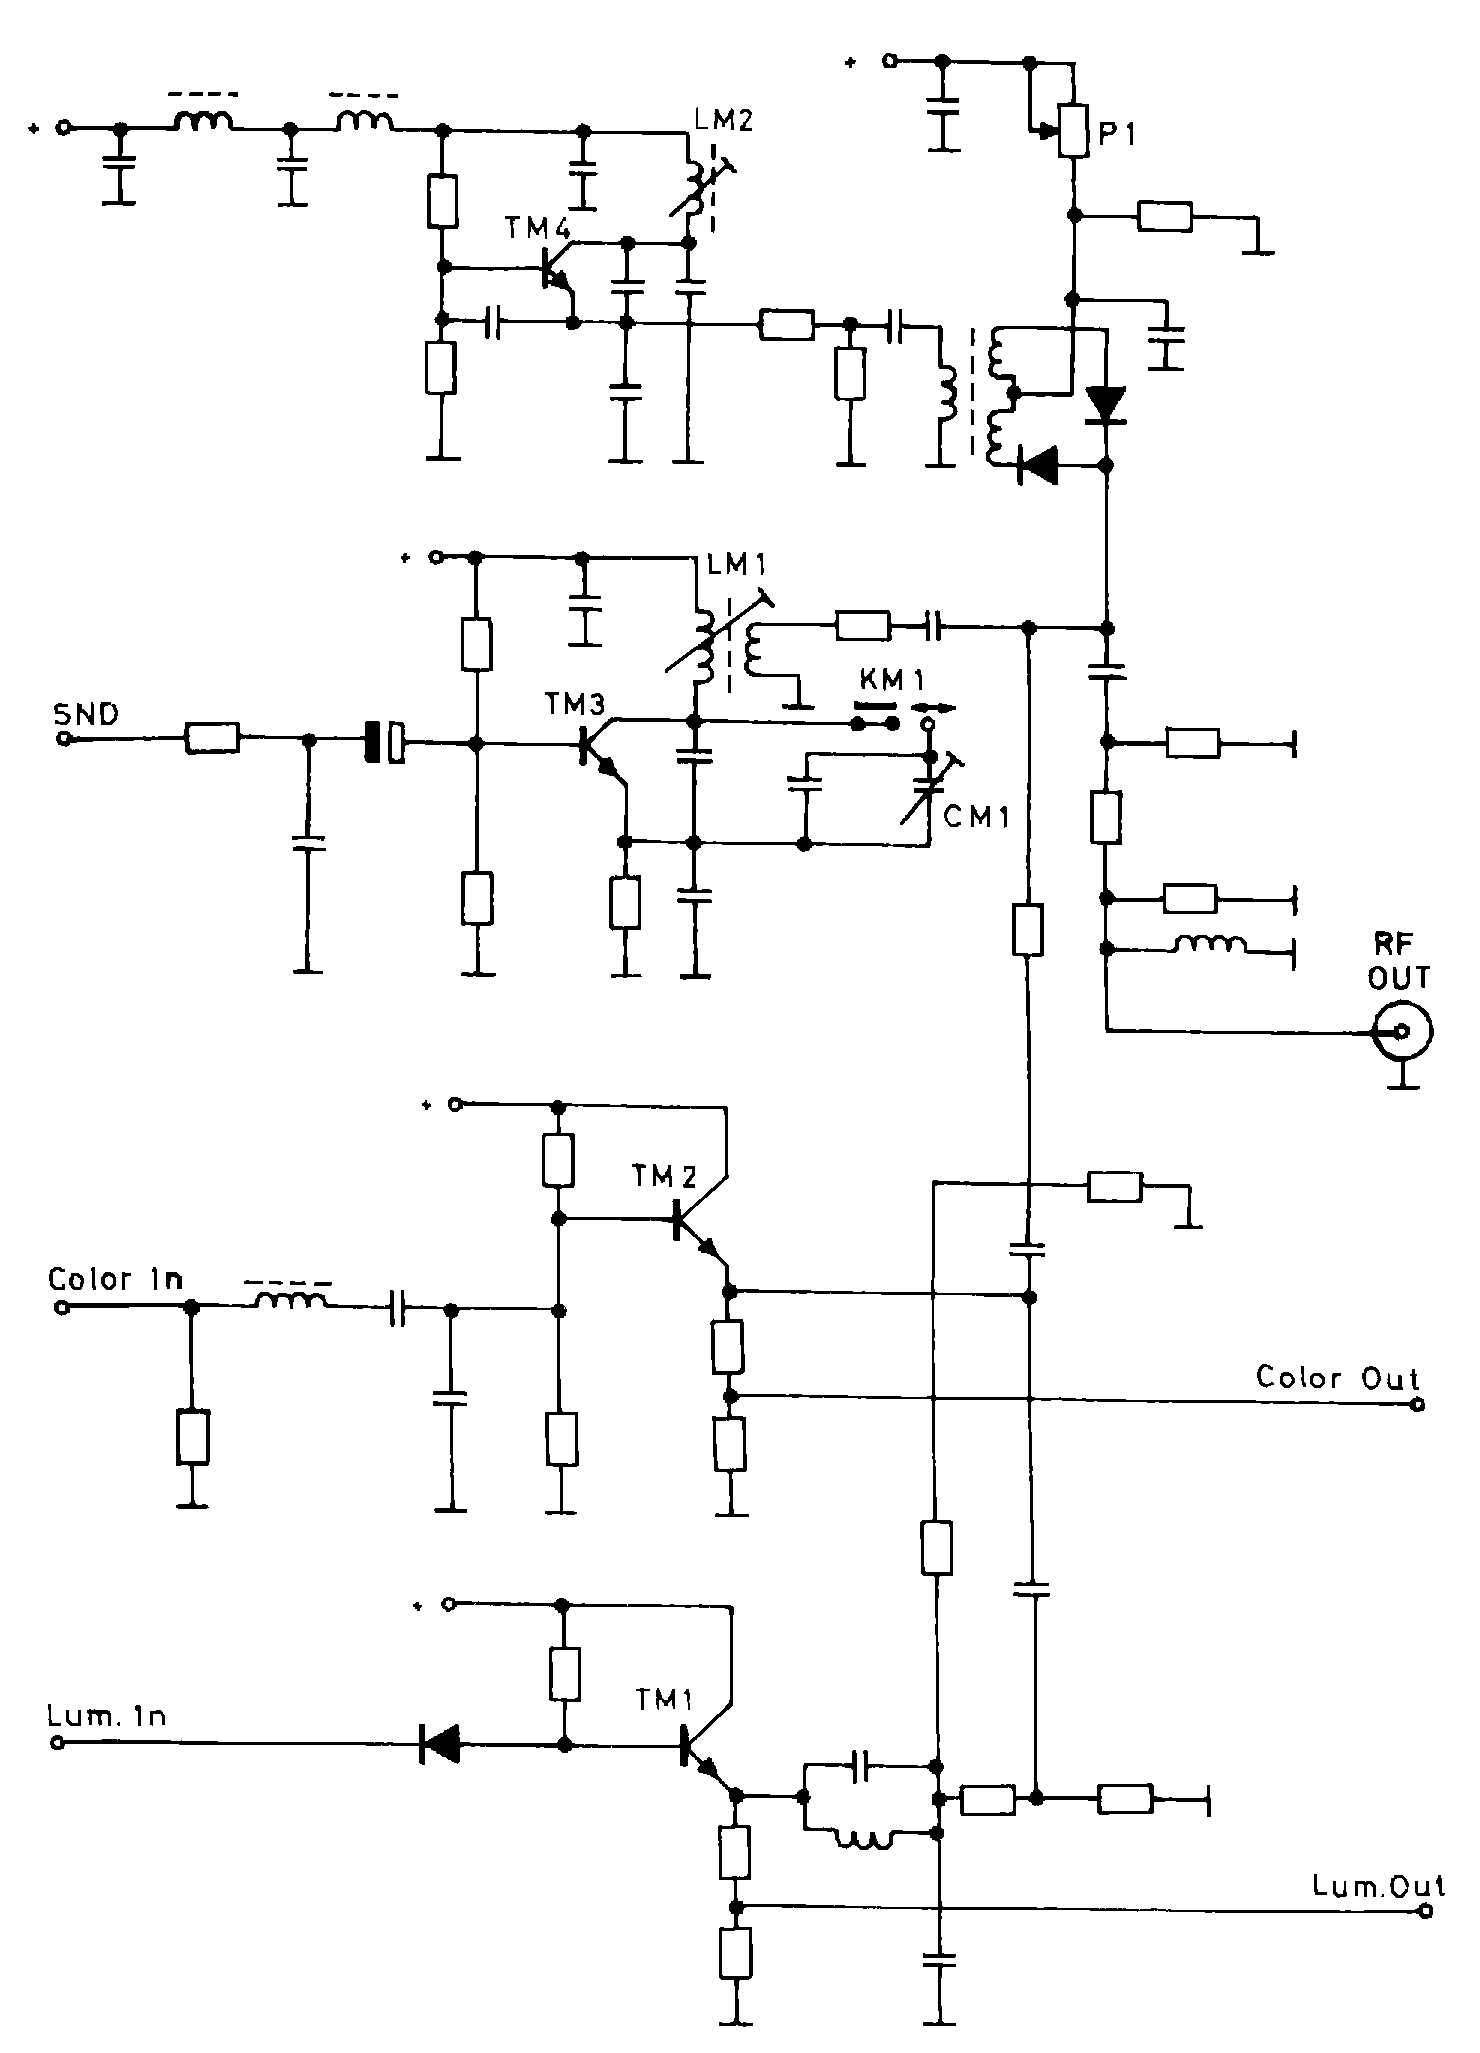 +
P1
+
LM2
TM4
+
LM1
KM1
SND
TM3
CM1
RF
OUT
+
TM2
Color In
Color Out
+
TM1
Lum. In
Lum.Out